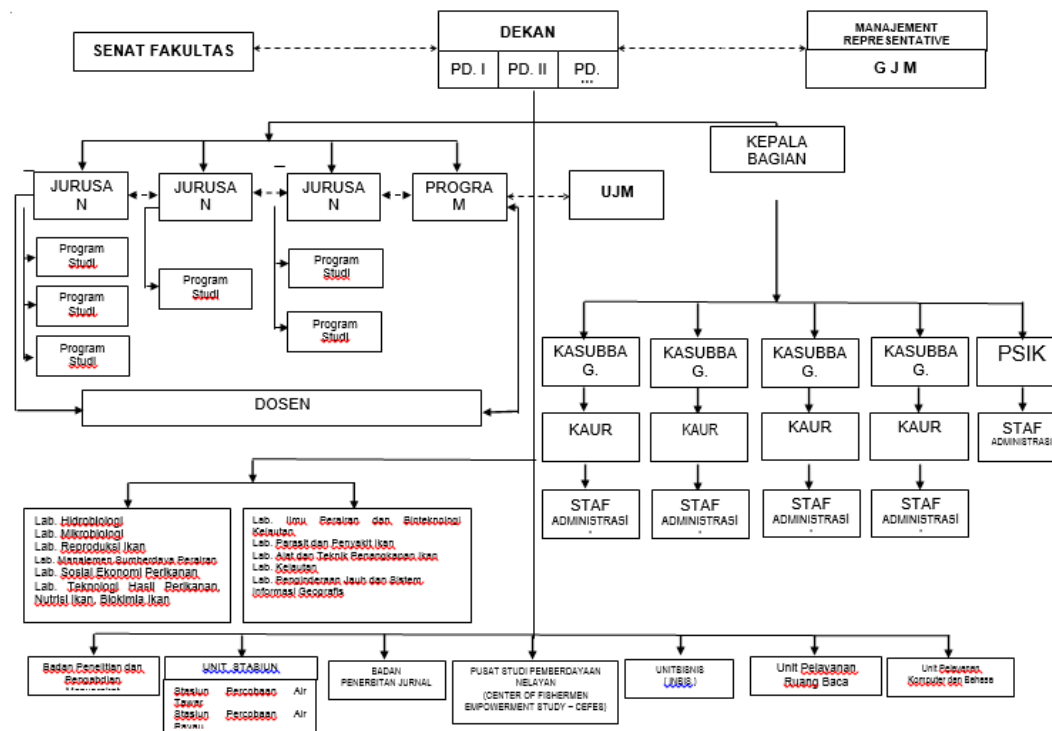 SENAT FAKULTAS
DEKAN
PD. I
PD. II
PD.
...
MANAJEMENT
REPRESENTATIVE
G J M
KEPALA
BAGIAN
JURUSA
N
JURUSA
N
JURUSA
N
PROGRA
M
UJM
Program
Studi
Program
Studi
Program
Studi
Program
Studi
Program
Studi
Program
Studi
DOSEN
KASUBBA
G.
KASUBBA
G.
KASUBBA
G.
KASUBBA
G.
PSIK
KAUR
KAUR
KAUR
KAUR
STAF
ADMINISTRASI
STAF
ADMINISTRASI
STAF
ADMINISTRASI
STAF
ADMINISTRASI
STAF
ADMINISTRASI
Lab. Hidrobiologi
Lab. Mikrobiologi
Lab. Reproduksi Ikan
Lab. Manajemen Sumberdaya Perairan
Lab. Sosial Ekonomi Perikanan
Lab. Teknologi Hasil Perikanan,
Nutrisi Ikan, Biokimia Ikan
Lab. Ilmu Perairan dan Bioteknologi
Kelautan
Lab. Parasit dan Penyakit Ikan
Lab. Alat dan Teknik Penangkapan Ikan
Lab. Kelautan
Lab. Penginderaan Jauh dan Sistem
Informasi Geografis
Badan Penelitian dan
Pengabdian
UNIT STASIUN
Stasiun Percobaan Air
Tawar
Stasiun Percobaan Air
Payau
BADAN
PENERBITAN JURNAL
PUSAT STUDI PEMBERDAYAAN
NELAYAN
(CENTER OF FISHERMEN
EMPOWERMENT STUDY – CEFES)
UNITBISNIS
Unit Pelayanan
Ruang Baca
Unit Pelayanan
Komputer dan Bahasa